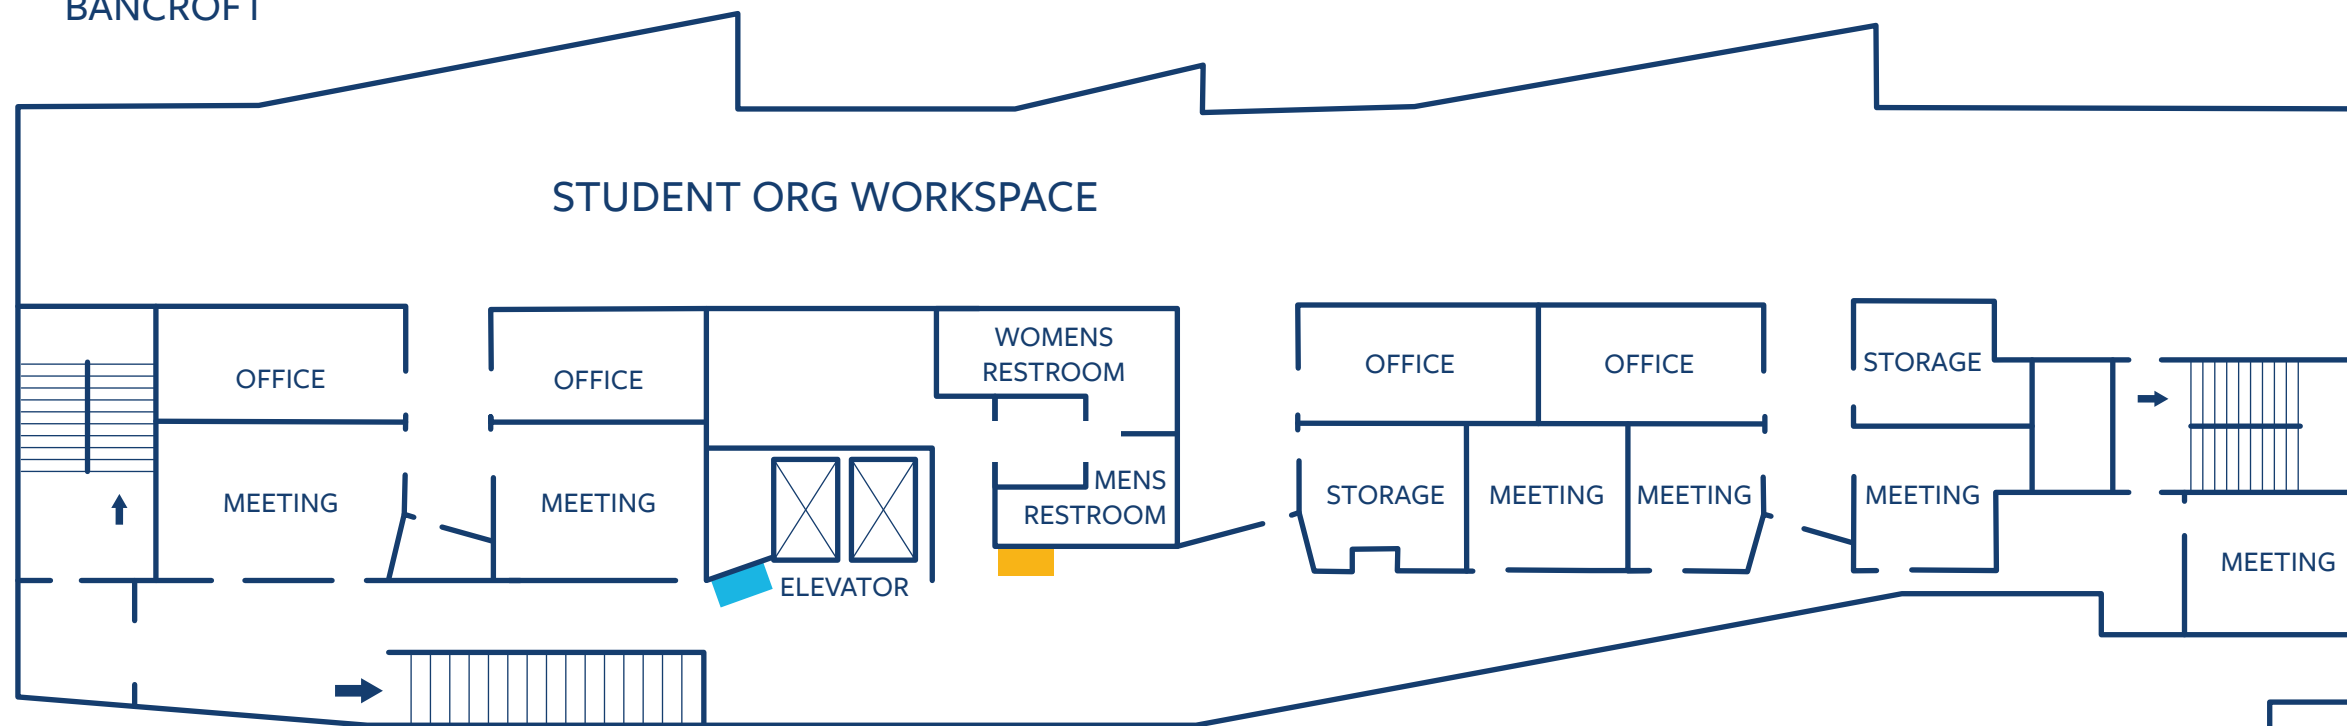 BANCROFT
STUDENT ORG WORKSPACE
OFFICE
OFFICE
WOMENS
RESTROOM
OFFICE
OFFICE
STORAGE
MEETING
MEETING
MENS
RESTROOM
STORAGE
MEETING
MEETING
MEETING
MEETING
ELEVATOR